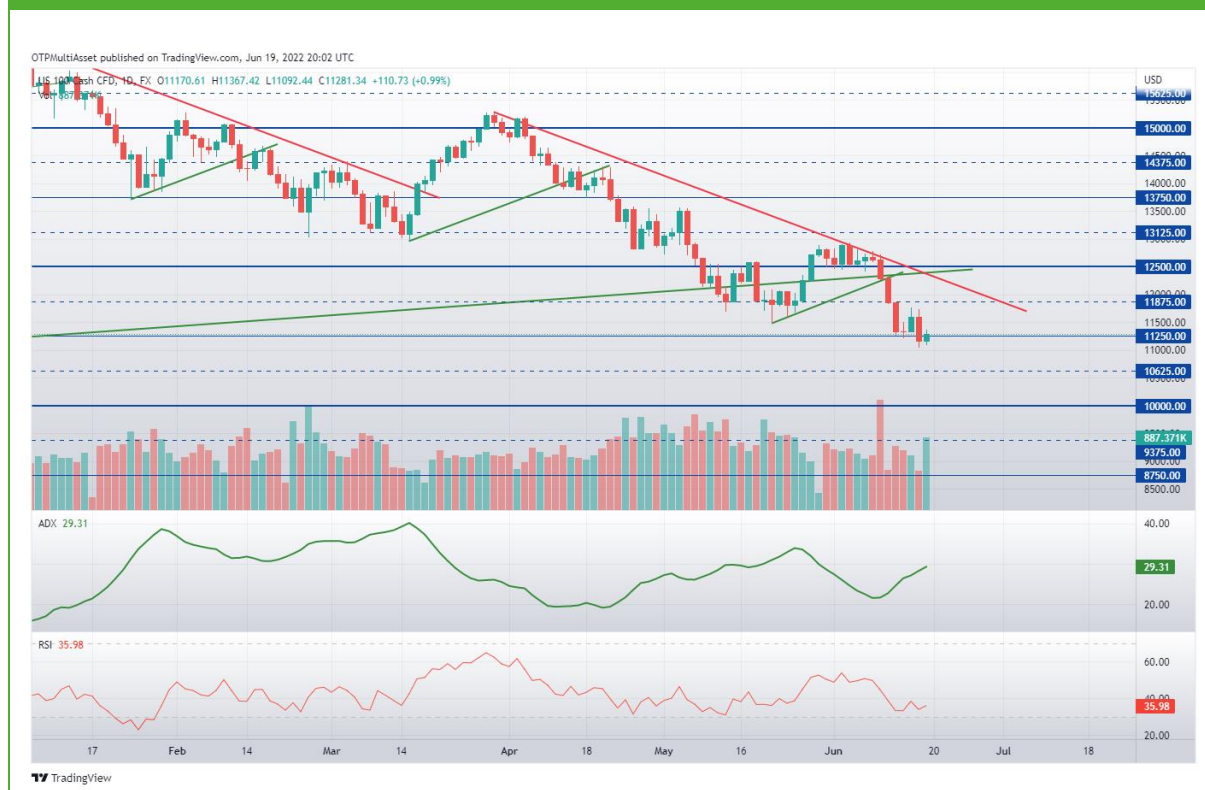 OTPMultiAsset published on TradingView.com, Jun 19, 2022 20:02 UTC
US 100 Cash CFD, 1D, FX O11170.61 H11367.42 L11092.44 C11281.34 +110.73 (+0.99%)
USD
Vol
15625.00
15000.00
14375.00
14000.00
13750.00
13500.00
13125.00
12500.00
11875.00
11500.00
11250.00
11000.00
10625.00
10000.00
887.371K
9375.00
9000.00
8750.00
8500.00
ADX 29.31
40.00
29.31
20.00
RSI 35.98
60.00
40.00
35.98
20.00
17 Feb 14 Mar 14 Apr 18 May 16 Jun 20 Jul 18
TradingView